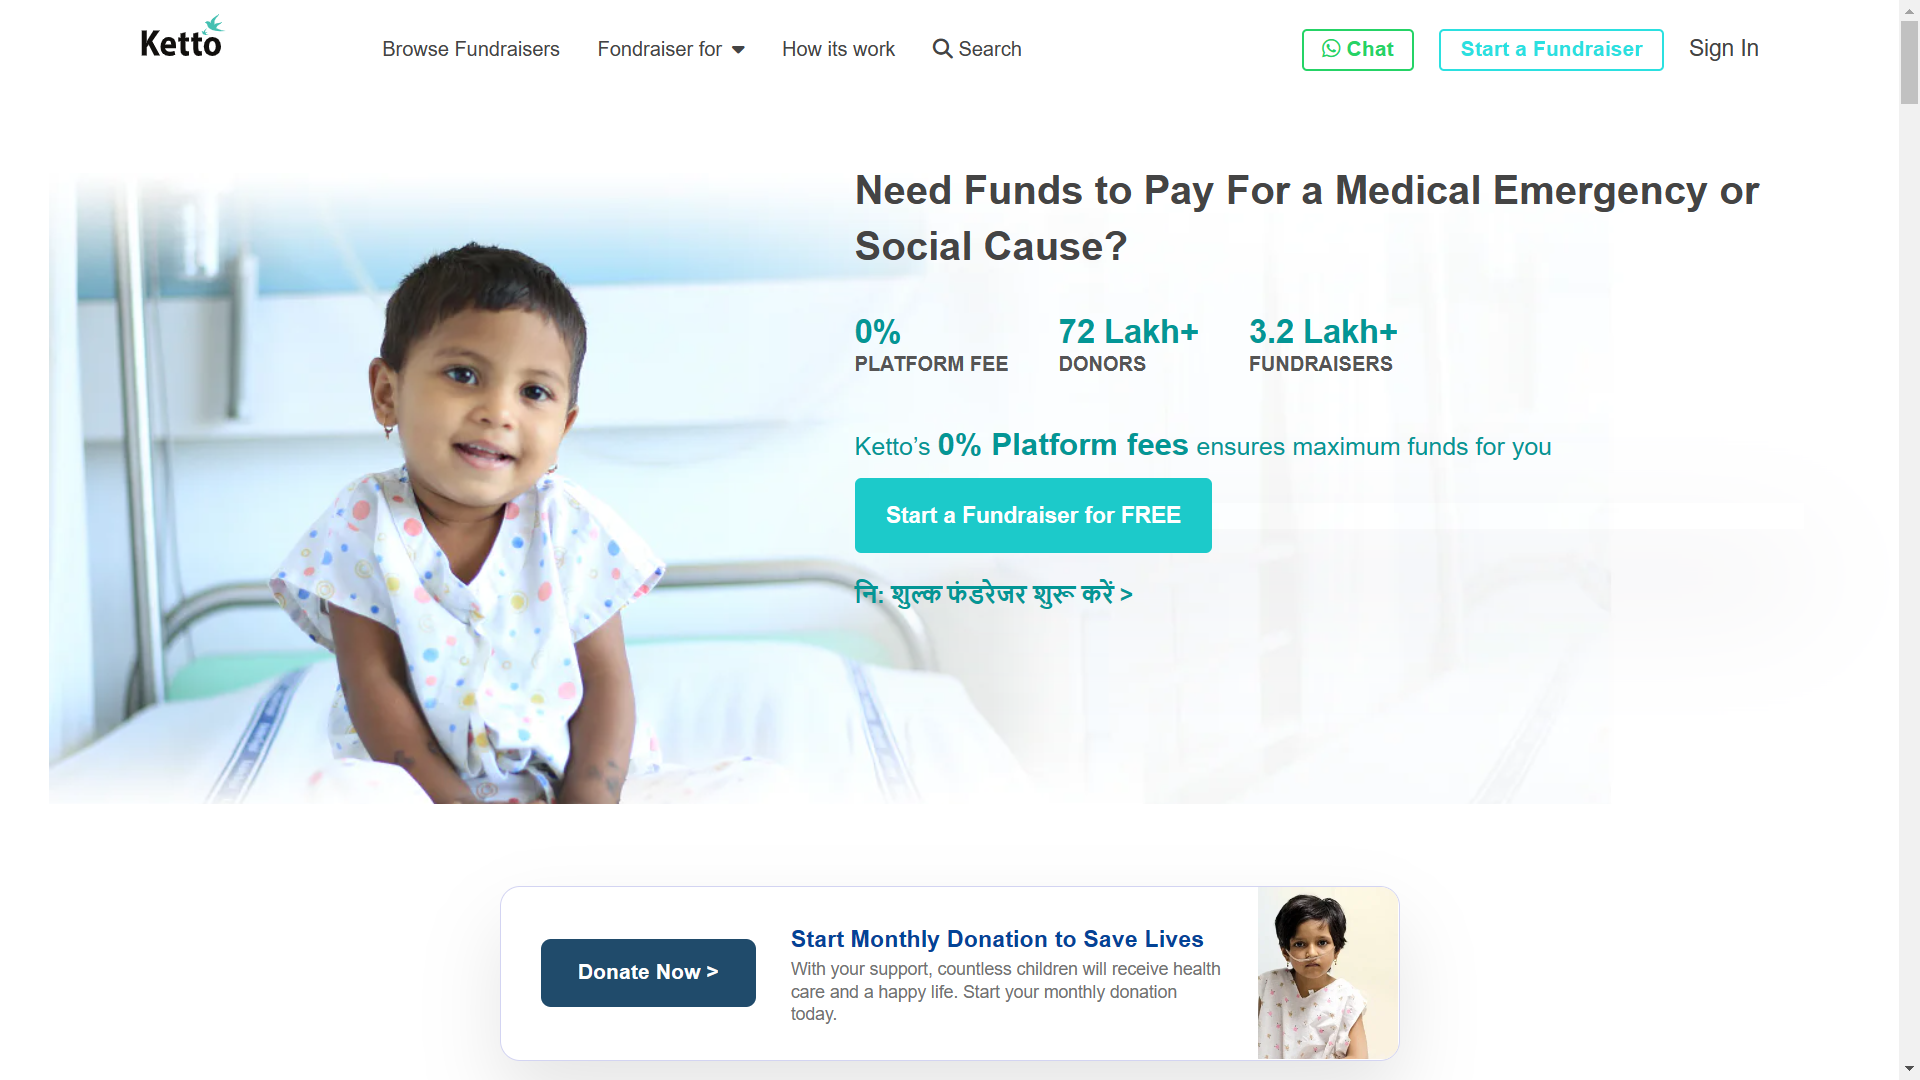 Ketto
Browse Fundraisers
Fondraiser for
How its work
Search
Chat
Start a Fundraiser
Sign In
Need Funds to Pay For a Medical Emergency or
Social Cause?
0%
PLATFORM FEE
72 Lakh+
DONORS
3.2 Lakh+
FUNDRAISERS
Ketto’s 0% Platform fees ensures maximum funds for you
Start a Fundraiser for FREE
नि: शुल्क फंडरेजर शुरू करें >
Donate Now >
Start Monthly Donation to Save Lives
With your support, countless children will receive health
care and a happy life. Start your monthly donation
today.